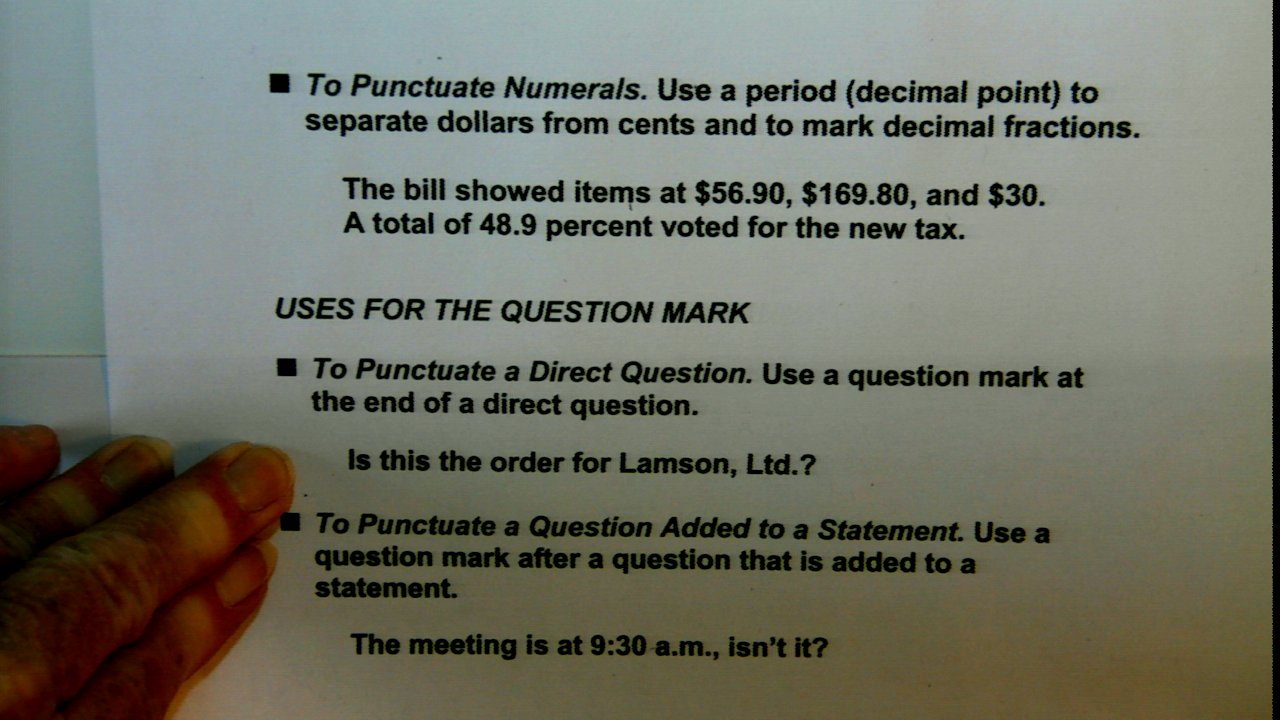 ■ To Punctuate Numerals. Use a period (decimal point) to
separate dollars from cents and to mark decimal fractions.
The bill showed items at $56.90, $169.80, and $30.
A total of 48.9 percent voted for the new tax.
USES FOR THE QUESTION MARK
■ To Punctuate a Direct Question. Use a question mark at
the end of a direct question.
Is this the order for Lamson, Ltd.?
■ To Punctuate a Question Added to a Statement. Use a
question mark after a question that is added to a
statement.
The meeting is at 9:30 a.m., isn't it?